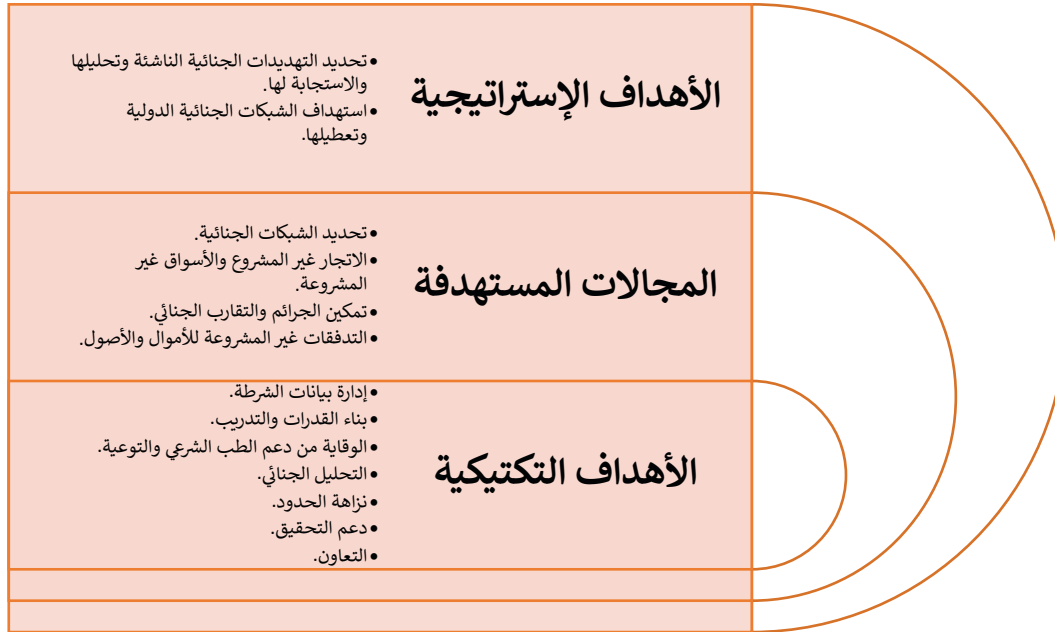 الأهداف الإستراتيجية
•تحديد التهديدات الجنائية الناشئة وتحليلها
والاستجابة لها.
•استهداف الشبكات الجنائية الدولية
وتعطيلها.
المجالات المستهدفة
•تحديد الشبكات الجنائية.
•الاتجار غير المشروع والأسواق غير
المشروعة.
•تمكين الجرائم والتقارب الجنائي.
•التدفقات غير المشروعة للأموال والأصول.
الأهداف التكتيكية
•إدارة بيانات الشرطة.
•بناء القدرات والتدريب.
•الوقاية من دعم الطب الشرعي والتوعية.
•التحليل الجنائي.
•نزاهة الحدود.
•دعم التحقيق.
•التعاون.